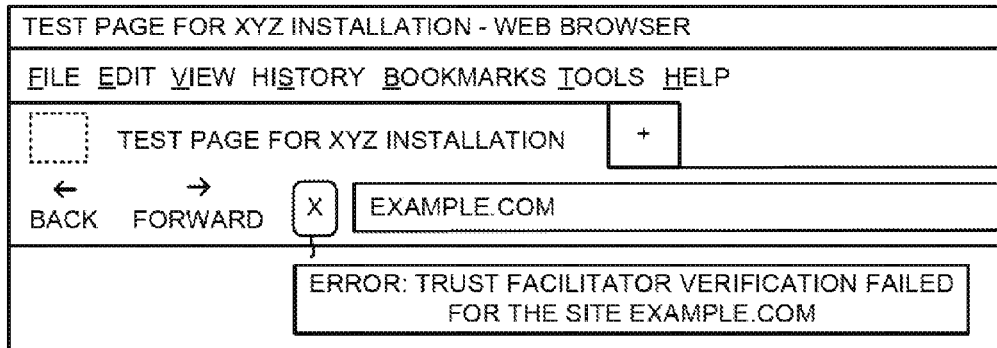 TEST PAGE FOR XYZ INSTALLATION - WEB BROWSER
FILE EDIT VIEW HISTORY BOOKMARKS TOOLS HELP
TEST PAGE FOR XYZ INSTALLATION +
← →
BACK FORWARD X EXAMPLE.COM
ERROR: TRUST FACILITATOR VERIFICATION FAILED
FOR THE SITE EXAMPLE.COM